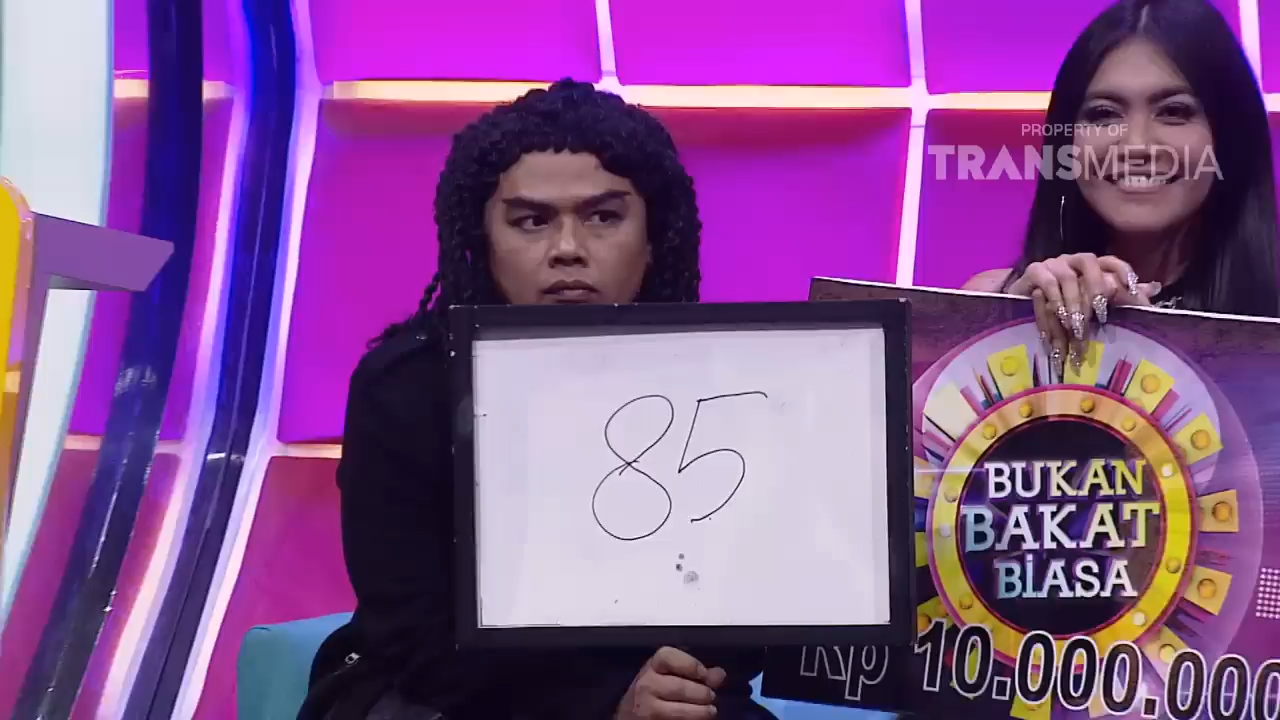 PROPERTY OF
TRANSMEDIA
85
BUKAN
BAKAT
BIASA
Rp 10.000.000